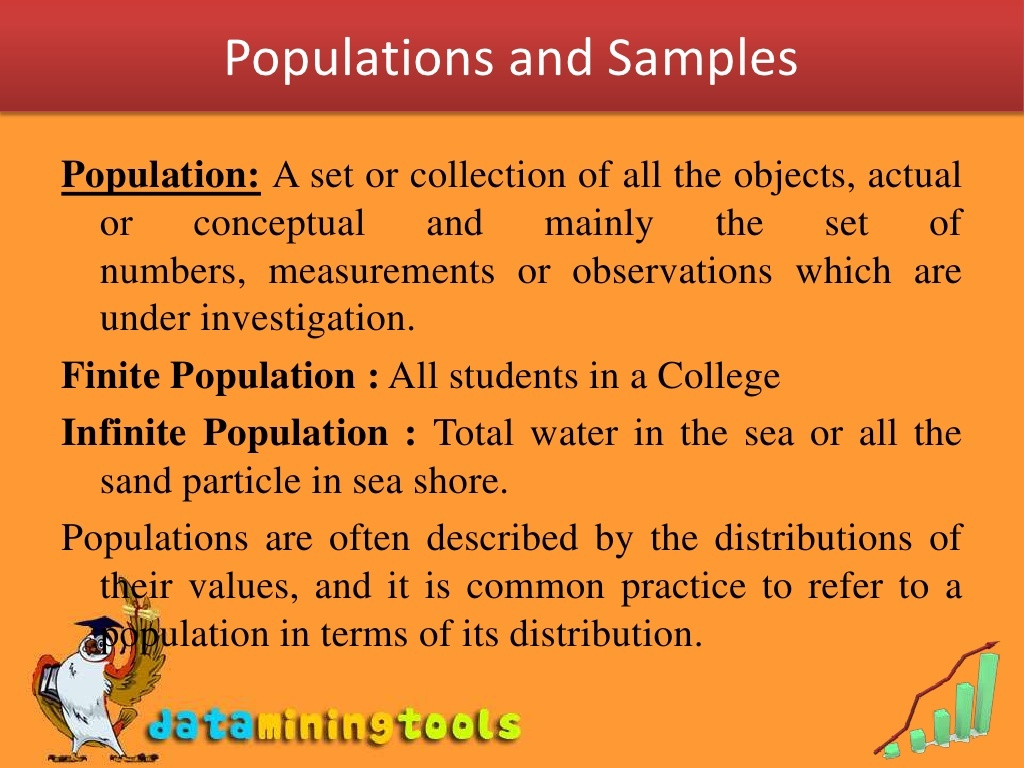 Populations and Samples
Population: A set or collection of all the objects, actual
or conceptual and mainly the set of
numbers, measurements or observations which are
under investigation.
Finite Population : All students in a College
Infinite Population : Total water in the sea or all the
sand particle in sea shore.
Populations are often described by the distributions of
their values, and it is common practice to refer to a
population in terms of its distribution.
dataminingtools